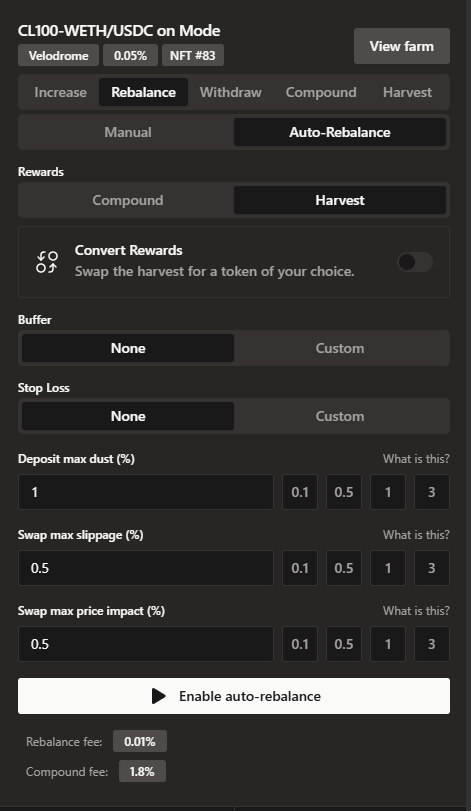 CL100-WETH/USDC on Mode
Velodrome 0.05% NFT #83
View farm
Increase Rebalance Withdraw Compound Harvest
Manual Auto-Rebalance
Rewards
Compound Harvest
Convert Rewards
Swap the harvest for a token of your choice.
Buffer
None Custom
Stop Loss
None Custom
Deposit max dust (%) What is this?
1 0.1 0.5 1 3
Swap max slippage (%) What is this?
0.5 0.1 0.5 1 3
Swap max price impact (%) What is this?
0.5 0.1 0.5 1 3
Enable auto-rebalance
Rebalance fee: 0.01%
Compound fee: 1.8%